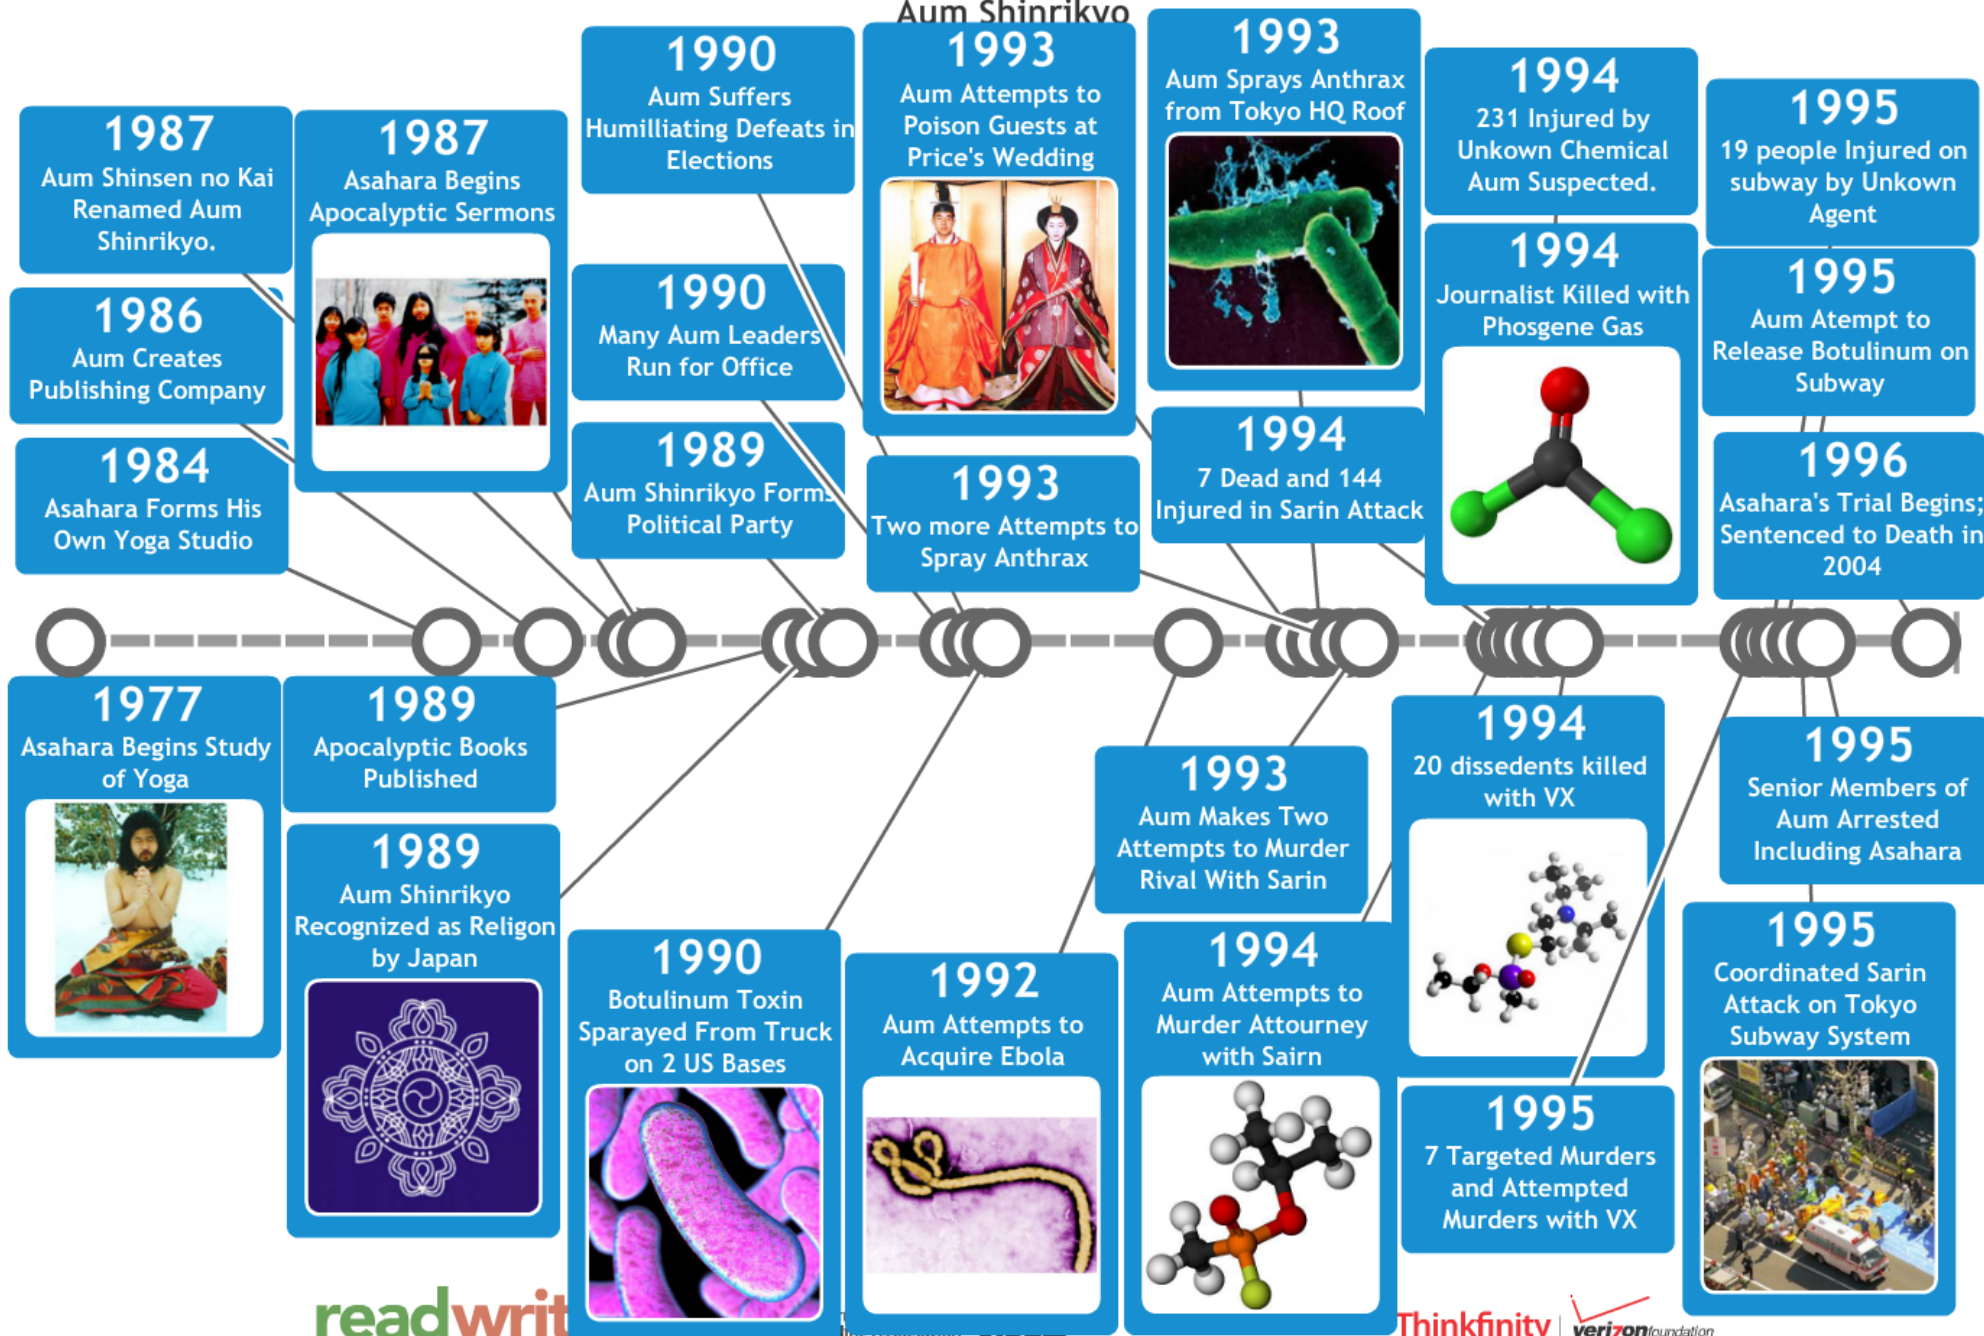 Aum Shinrikyo
1987
Aum Shinsen no Kai
Renamed Aum
Shinrikyo.
1986
Aum Creates
Publishing Company
1984
Asahara Forms His
Own Yoga Studio
1987
Asahara Begins
Apocalyptic Sermons
1990
Aum Suffers
Humilliating Defeats in
Elections
1990
Many Aum Leaders
Run for Office
1989
Aum Shinrikyo Forms
Political Party
1993
Aum Attempts to
Poison Guests at
Price's Wedding
1993
Two more Attempts to
Spray Anthrax
1993
Aum Sprays Anthrax
from Tokyo HQ Roof
1994
7 Dead and 144
Injured in Sarin Attack
1994
231 Injured by
Unkown Chemical
Aum Suspected.
1994
Journalist Killed with
Phosgene Gas
1995
19 people Injured on
subway by Unkown
Agent
1995
Aum Atempt to
Release Botulinum on
Subway
1996
Asahara's Trial Begins;
Sentenced to Death in
2004
1977
Asahara Begins Study
of Yoga
1989
Apocalyptic Books
Published
1989
Aum Shinrikyo
Recognized as Religon
by Japan
1990
Botulinum Toxin
Sparayed From Truck
on 2 US Bases
1992
Aum Attempts to
Acquire Ebola
1993
Aum Makes Two
Attempts to Murder
Rival With Sarin
1994
Aum Attempts to
Murder Attourney
with Sairn
1994
20 dissedents killed
with VX
1995
7 Targeted Murders
and Attempted
Murders with VX
1995
Senior Members of
Aum Arrested
Including Asahara
1995
Coordinated Sarin
Attack on Tokyo
Subway System
readwrit
Thinkfinity
verizonfoundation